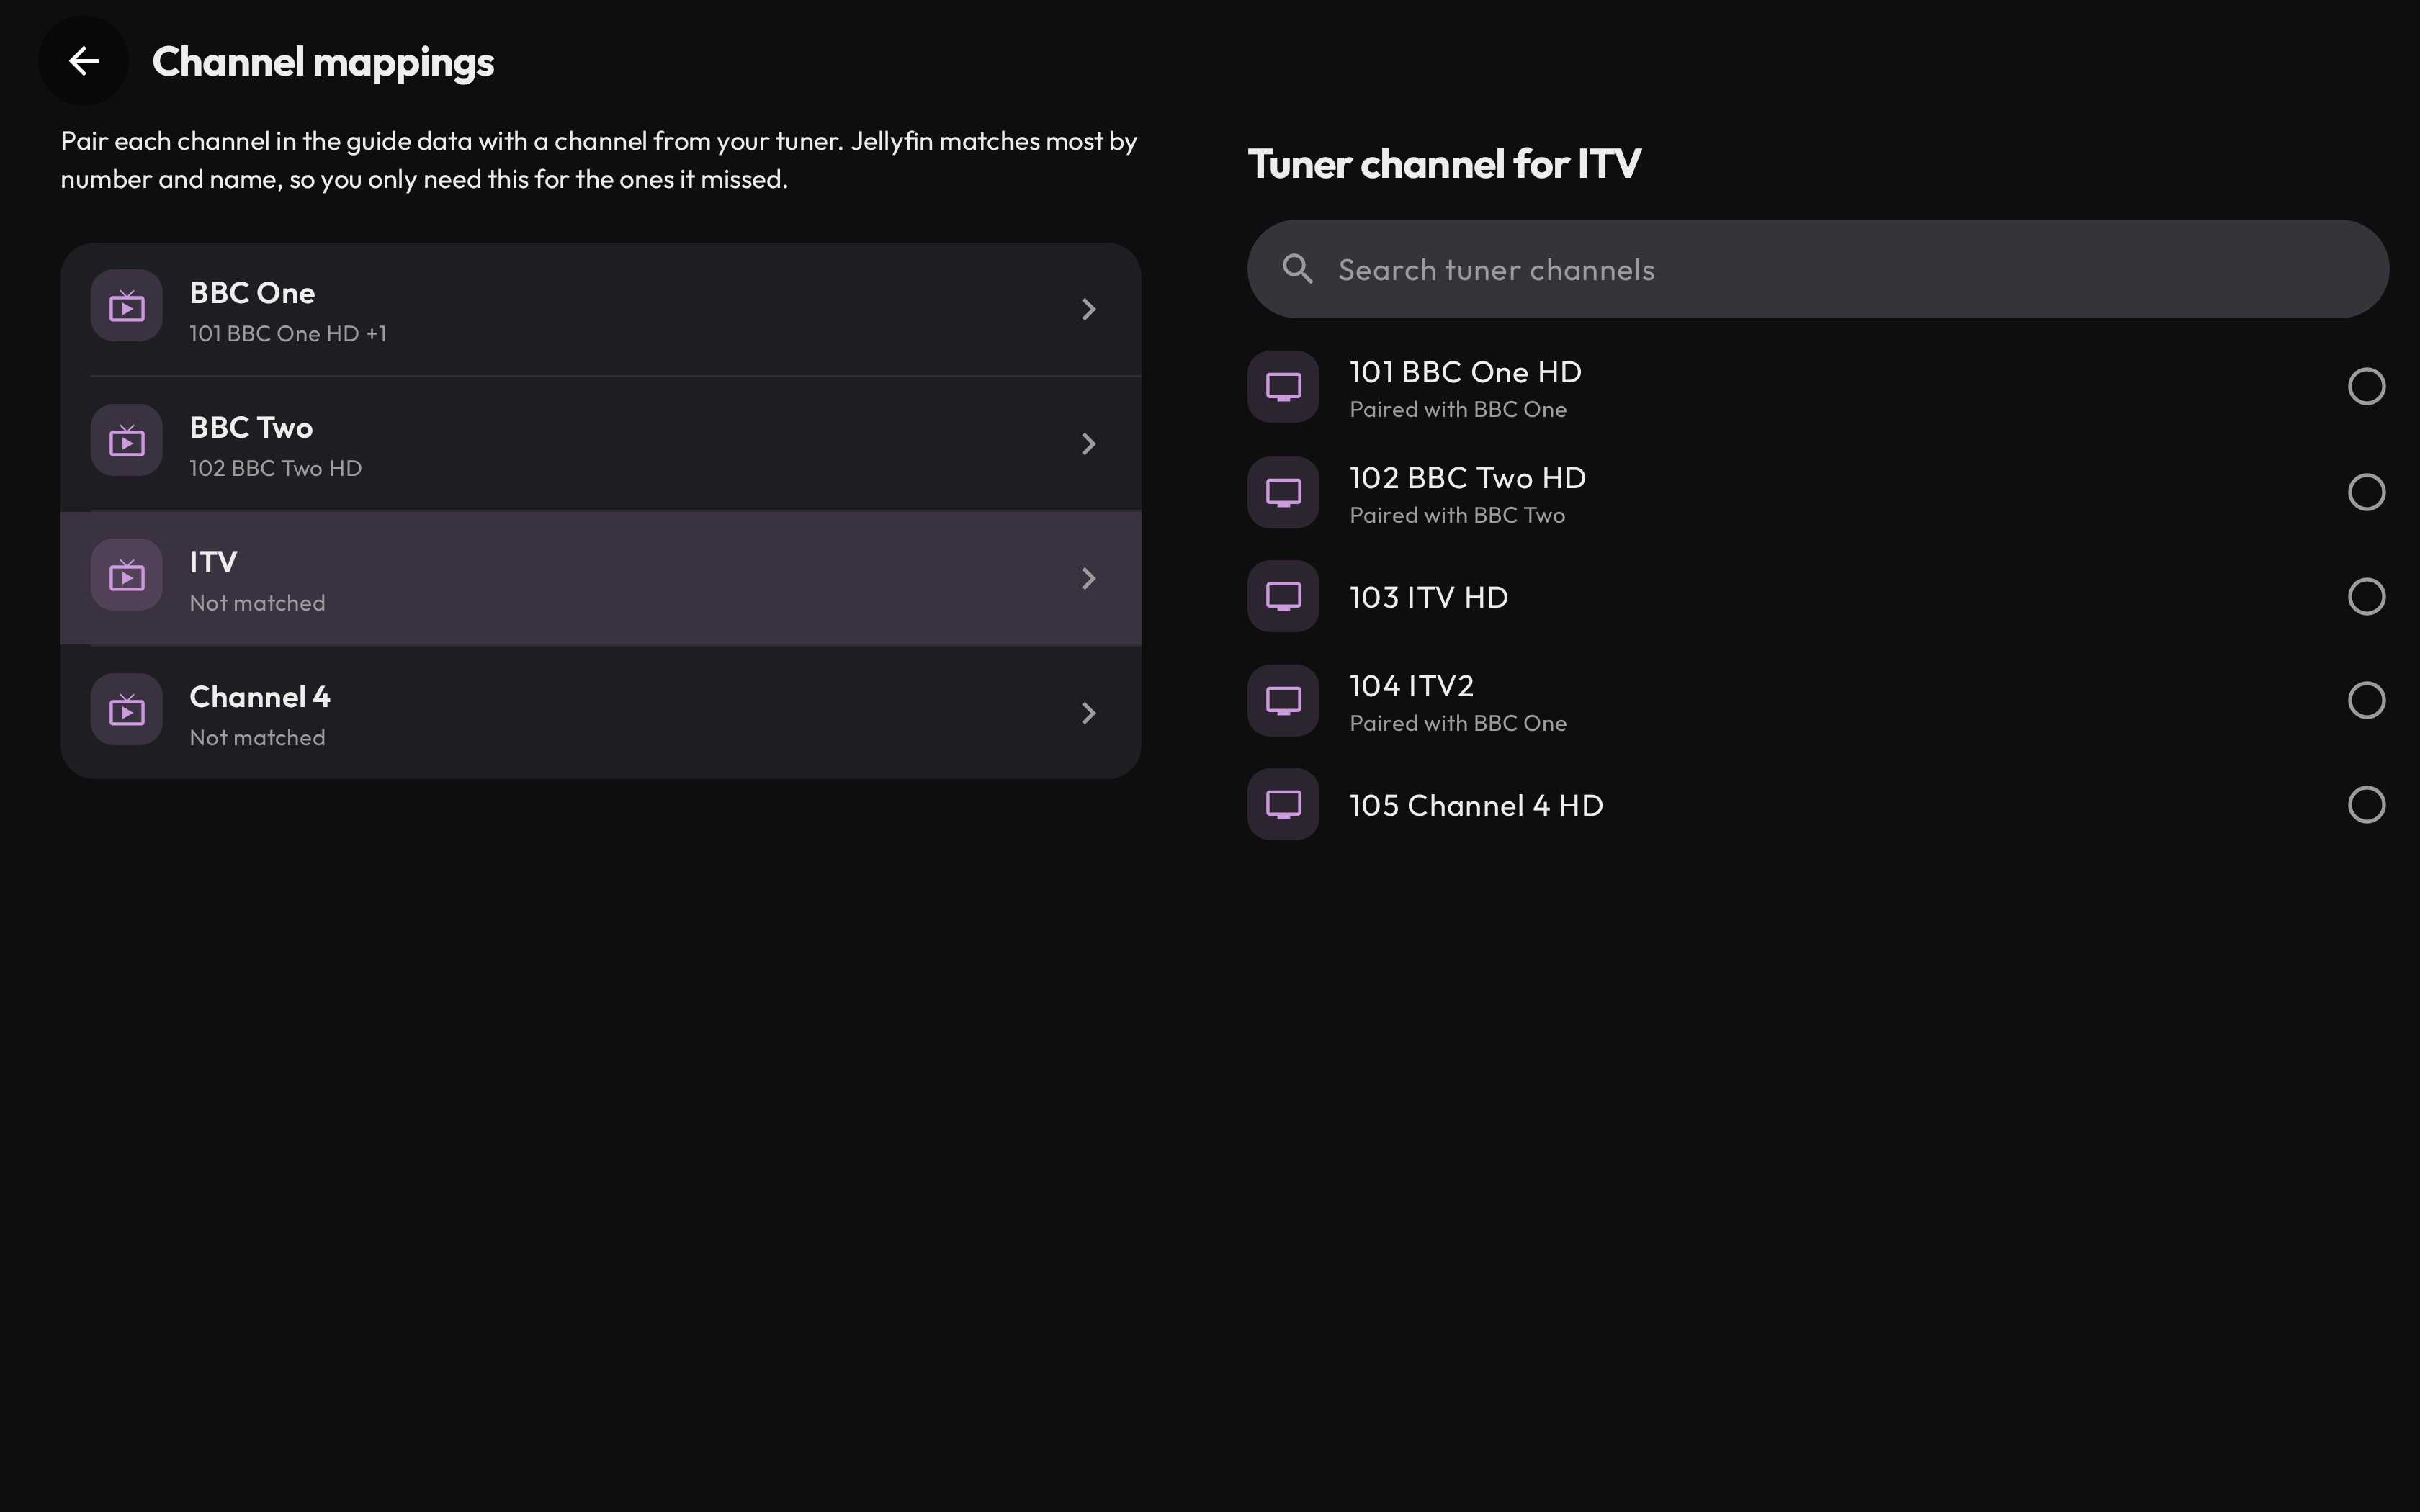 Channel mappings
Pair each channel in the guide data with a channel from your tuner. Jellyfin matches most by
number and name, so you only need this for the ones it missed.
BBC One
101 BBC One HD +1
BBC Two
102 BBC Two HD
ITV
Not matched
Channel 4
Not matched
Tuner channel for ITV
Search tuner channels
101 BBC One HD
Paired with BBC One
102 BBC Two HD
Paired with BBC Two
103 ITV HD
104 ITV2
Paired with BBC One
105 Channel 4 HD